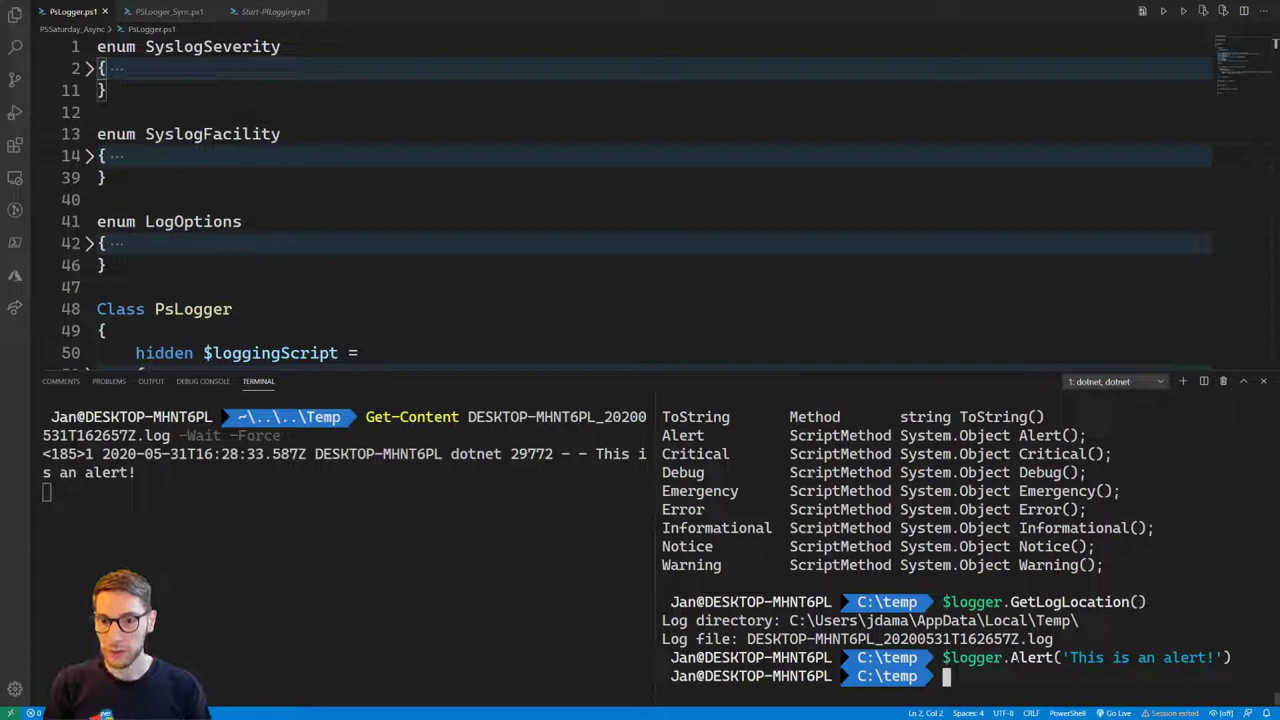 PsLogger.ps1
PSLooger_Sync.ps1
Start-PlLogging.ps1
PSSaturday_Async > PsLogger.ps1
1 enum SyslogSeverity
2 { ···
11 }
12
13 enum SyslogFacility
14 { ···
39 }
40
41 enum LogOptions
42 { ···
46 }
47
48 Class PsLogger
49 {
50 hidden $loggingScript =
COMMENTS PROBLEMS OUTPUT DEBUG CONSOLE TERMINAL
1: dotnet, dotnet
Jan@DESKTOP-MHNT6PL ~\..\..\Temp Get-Content DESKTOP-MHNT6PL_20200
531T162657Z.log -Wait -Force
<185>1 2020-05-31T16:28:33.587Z DESKTOP-MHNT6PL dotnet 29772 - - This i
s an alert!
ToString Method string ToString()
Alert ScriptMethod System.Object Alert();
Critical ScriptMethod System.Object Critical();
Debug ScriptMethod System.Object Debug();
Emergency ScriptMethod System.Object Emergency();
Error ScriptMethod System.Object Error();
Informational ScriptMethod System.Object Informational();
Notice ScriptMethod System.Object Notice();
Warning ScriptMethod System.Object Warning();
Jan@DESKTOP-MHNT6PL C:\temp $logger.GetLogLocation()
Log directory: C:\Users\jdama\AppData\Local\Temp\
Log file: DESKTOP-MHNT6PL_20200531T162657Z.log
Jan@DESKTOP-MHNT6PL C:\temp $logger.Alert('This is an alert!')
Jan@DESKTOP-MHNT6PL C:\temp
0 Ln 2, Col 2 Spaces: 4 UTF-8 CRLF PowerShell Go Live Session exited [off]